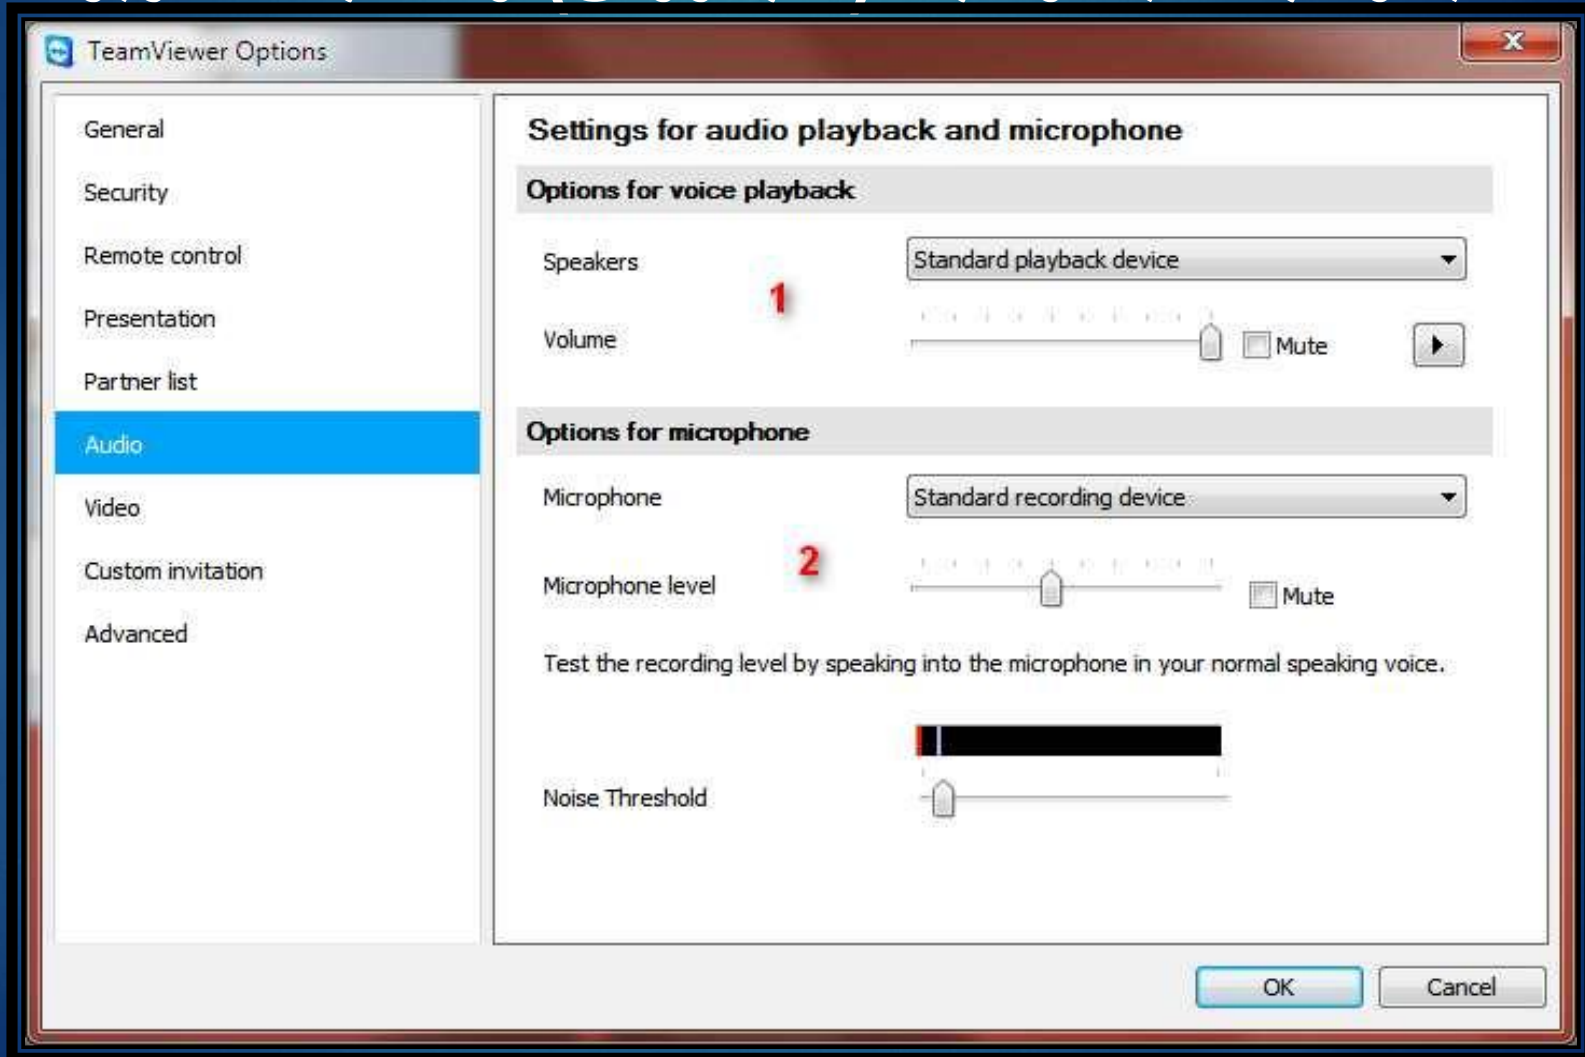 TeamViewer Options
General
Security
Remote control
Presentation
Partner list
Audio
Video
Custom invitation
Advanced
Settings for audio playback and microphone
Options for voice playback
Speakers
Standard playback device
1
Volume
Mute
Options for microphone
Microphone
Standard recording device
2
Microphone level
Mute
Test the recording level by speaking into the microphone in your normal speaking voice.
Noise Threshold
OK
Cancel